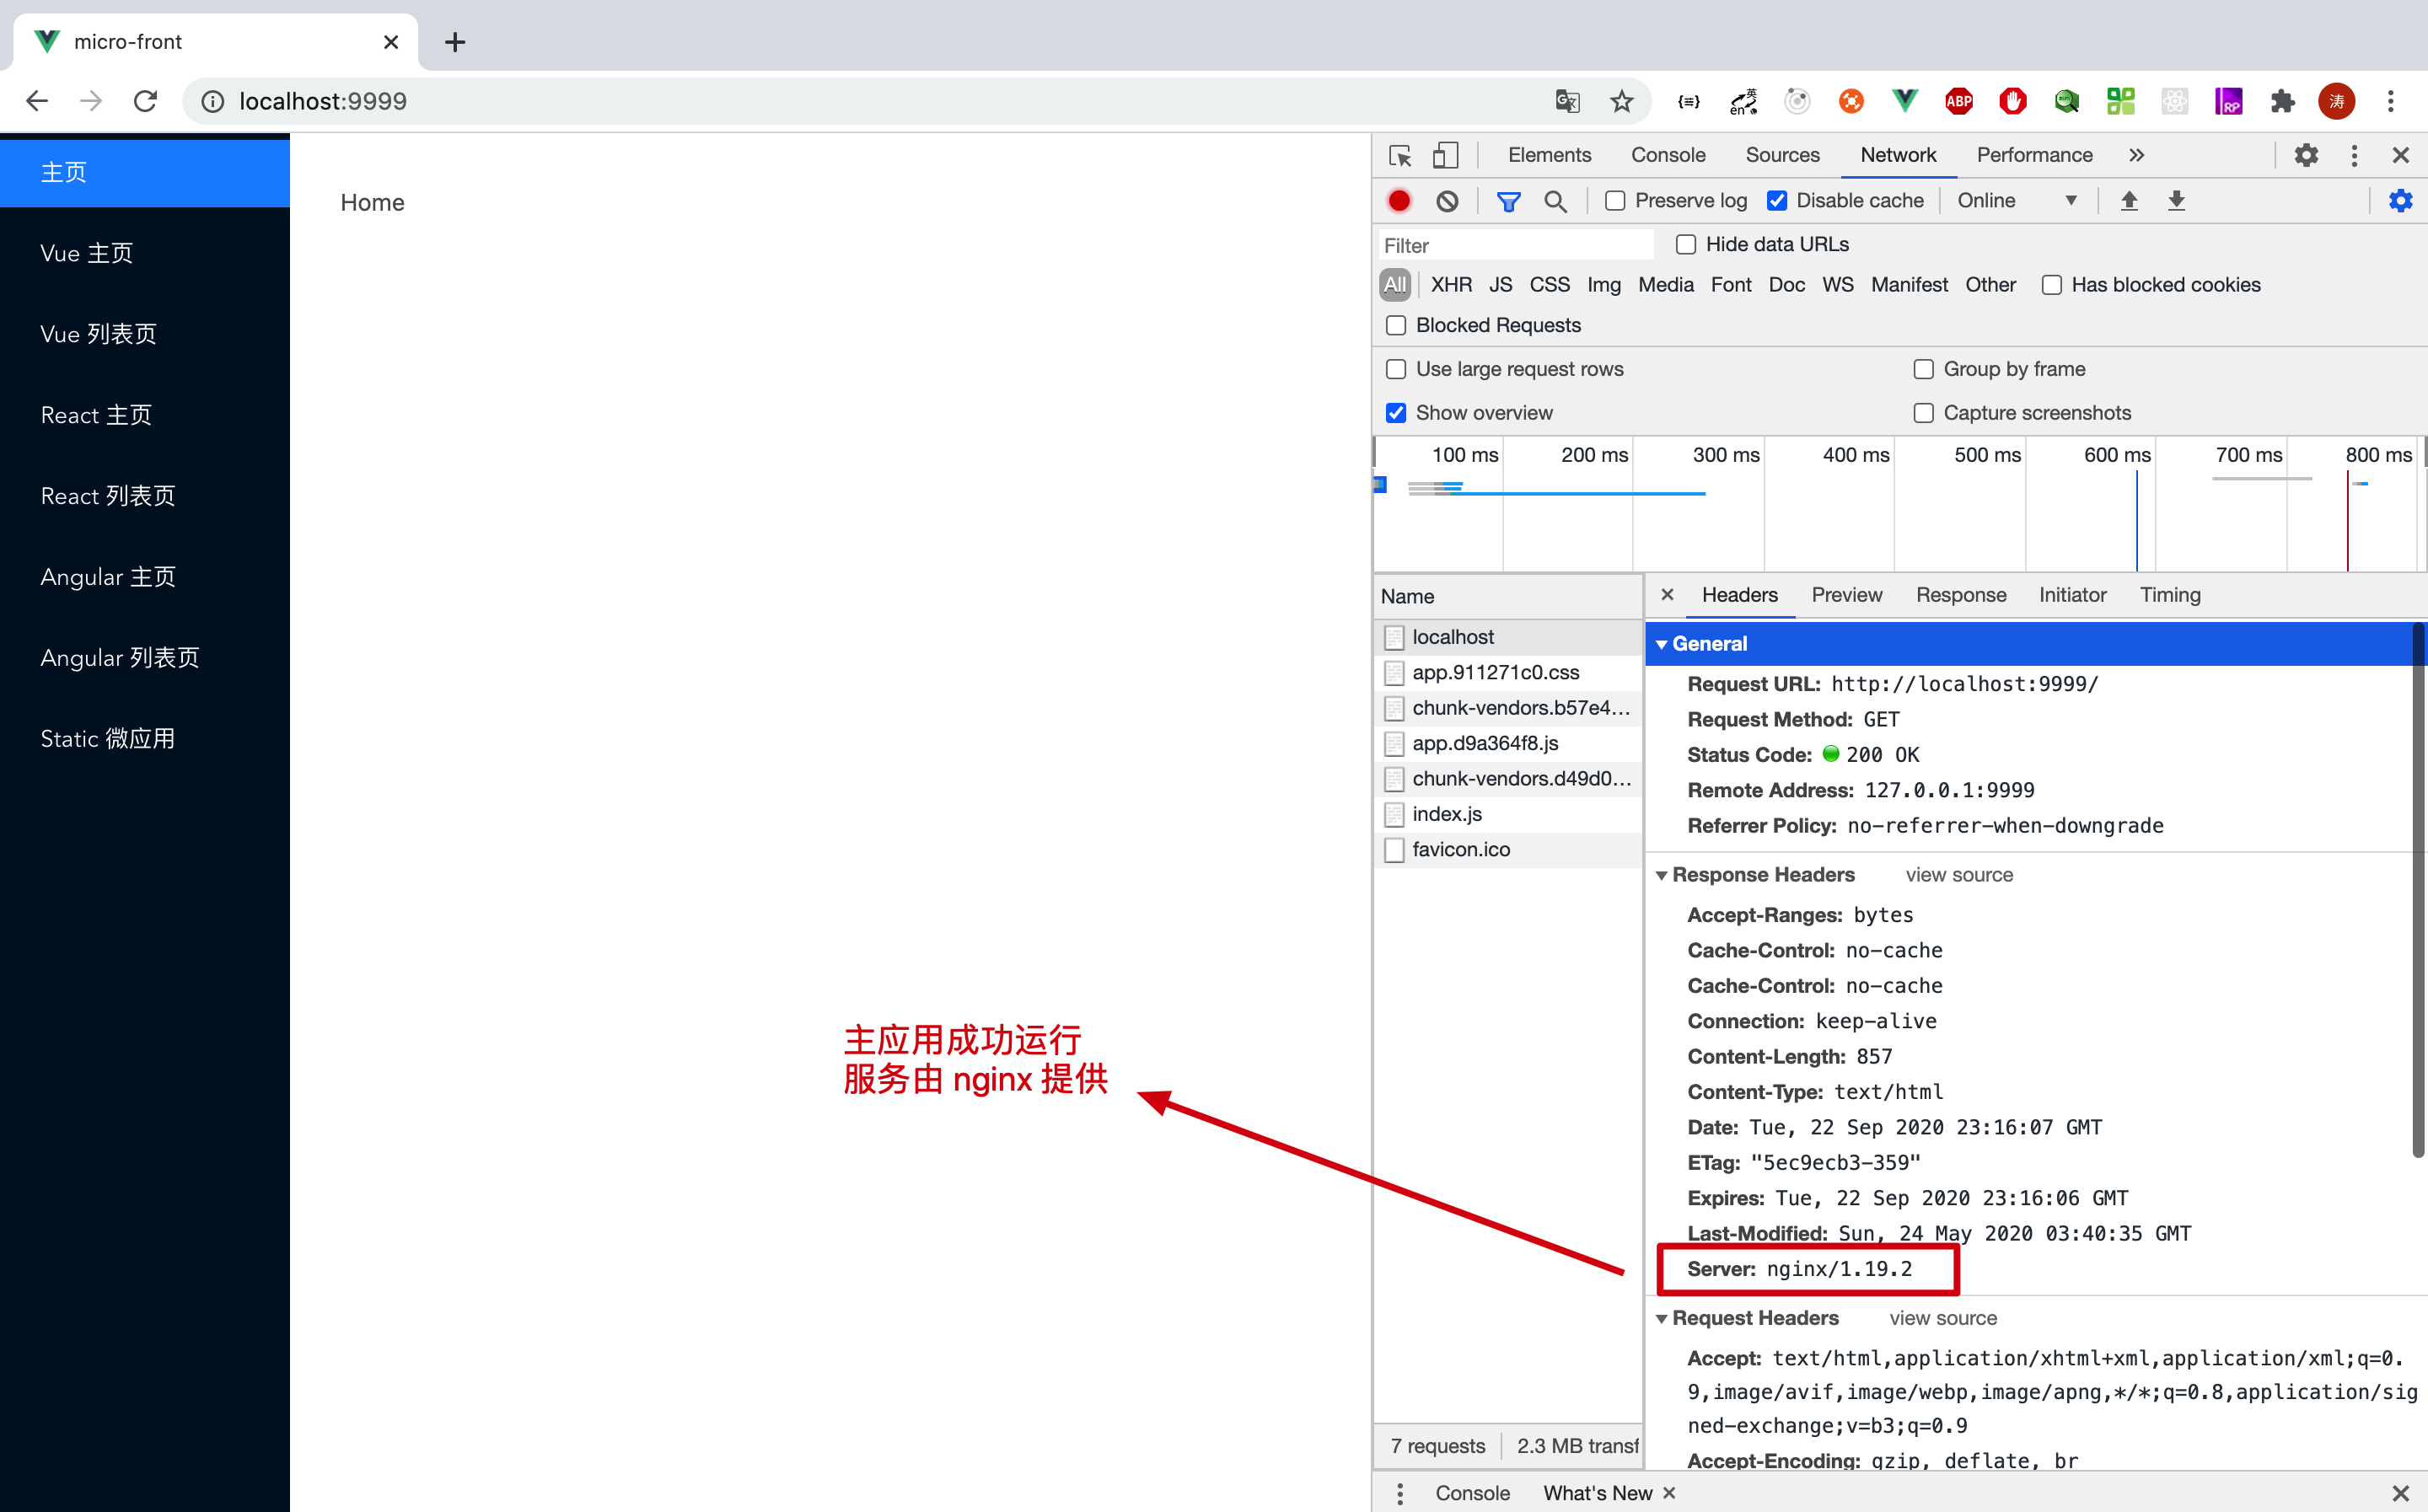 micro-front
localhost:9999
英
en
ABP
RP
涛
主页
Vue 主页
Vue 列表页
React 主页
React 列表页
Angular 主页
Angular 列表页
Static 微应用
Home
主应用成功运行
服务由 nginx 提供
Elements Console Sources Network Performance
Preserve log Disable cache Online
Filter Hide data URLs
All XHR JS CSS Img Media Font Doc WS Manifest Other Has blocked cookies
Blocked Requests
Use large request rows Group by frame
Show overview Capture screenshots
100 ms 200 ms 300 ms 400 ms 500 ms 600 ms 700 ms 800 ms
Name
localhost
app.911271c0.css
chunk-vendors.b57e4...
app.d9a364f8.js
chunk-vendors.d49d0...
index.js
favicon.ico
7 requests 2.3 MB transf
Headers Preview Response Initiator Timing
General
Request URL: http://localhost:9999/
Request Method: GET
Status Code: 200 OK
Remote Address: 127.0.0.1:9999
Referrer Policy: no-referrer-when-downgrade
Response Headers view source
Accept-Ranges: bytes
Cache-Control: no-cache
Cache-Control: no-cache
Connection: keep-alive
Content-Length: 857
Content-Type: text/html
Date: Tue, 22 Sep 2020 23:16:07 GMT
ETag: "5ec9ecb3-359"
Expires: Tue, 22 Sep 2020 23:16:06 GMT
Last-Modified: Sun, 24 May 2020 03:40:35 GMT
Server: nginx/1.19.2
Request Headers view source
Accept: text/html,application/xhtml+xml,application/xml;q=0.
9,image/avif,image/webp,image/apng,*/*;q=0.8,application/sig
ned-exchange;v=b3;q=0.9
Accept-Encoding: gzip, deflate, br
Console What's New